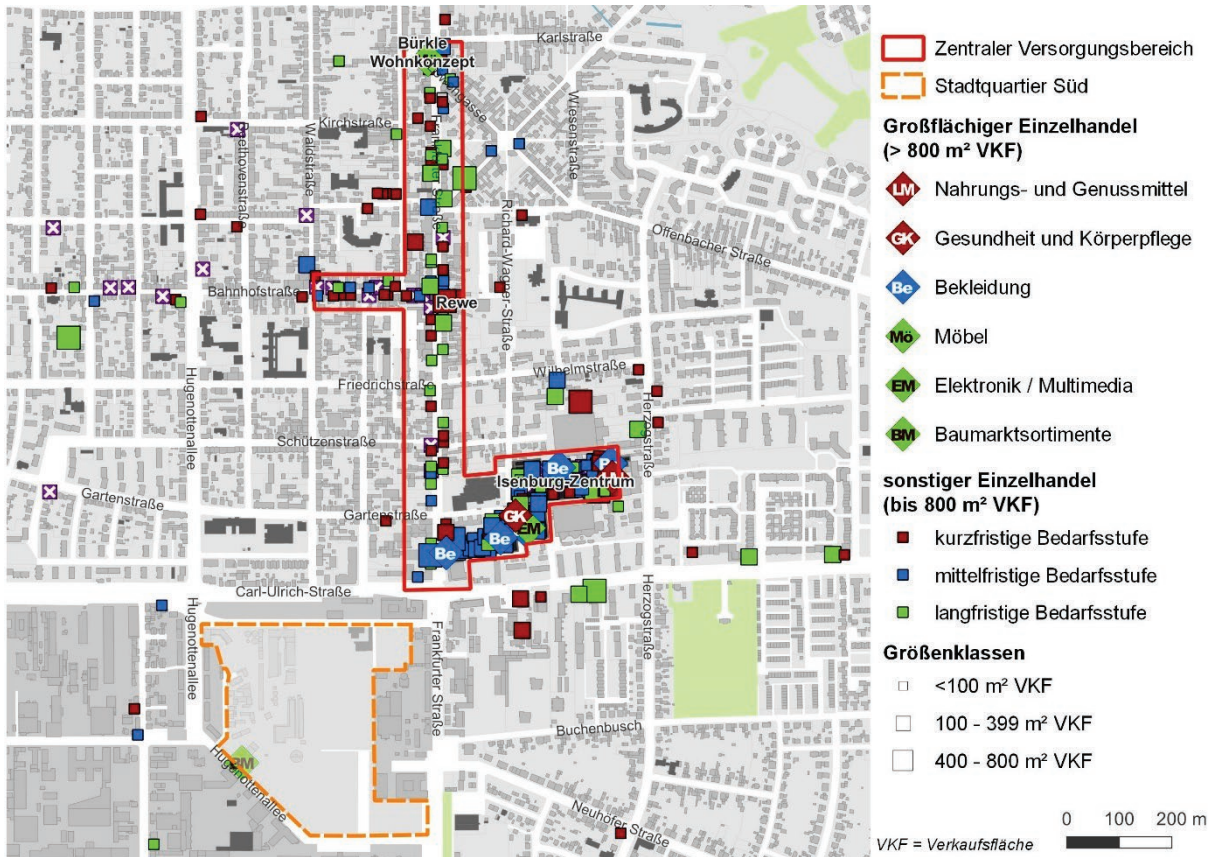 Karlstraße
Bürkle
Wohnkonzept
Kirchstraße
Beethovenstraße
Waldstraße
Wiesenstraße
Offenbacher Straße
Richard-Wagner-Straße
Bahnhofstraße
Rewe
Wilhelmstraße
Friedrichstraße
Hugenottenallee
Herzogstraße
Schützenstraße
Be
Isenburg-Zentrum
Gartenstraße
Gartenstraße
GK
EM
Be
Be
Carl-Ulrich-Straße
Hugenottenallee
Herzogstraße
Frankfurter Straße
Buchenbusch
BM
Hugenottenallee
Neuhöfer Straße
Zentraler Versorgungsbereich
Stadtquartier Süd
Großflächiger Einzelhandel
(> 800 m² VKF)
LM Nahrungs- und Genussmittel
GK Gesundheit und Körperpflege
Be Bekleidung
Mö Möbel
EM Elektronik / Multimedia
BM Baumarktsortimente
sonstiger Einzelhandel
(bis 800 m² VKF)
kurzfristige Bedarfsstufe
mittelfristige Bedarfsstufe
langfristige Bedarfsstufe
Größenklassen
<100 m² VKF
100 - 399 m² VKF
400 - 800 m² VKF
VKF = Verkaufsfläche
0 100 200 m